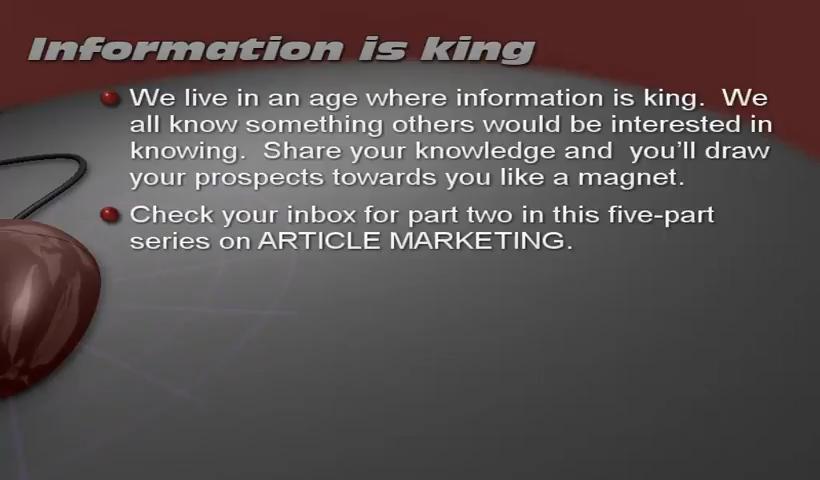 Information is king
We live in an age where information is king.  We
all know something others would be interested in
knowing.  Share your knowledge and  you'll draw
your prospects towards you like a magnet.
Check your inbox for part two in this five-part
series on ARTICLE MARKETING.